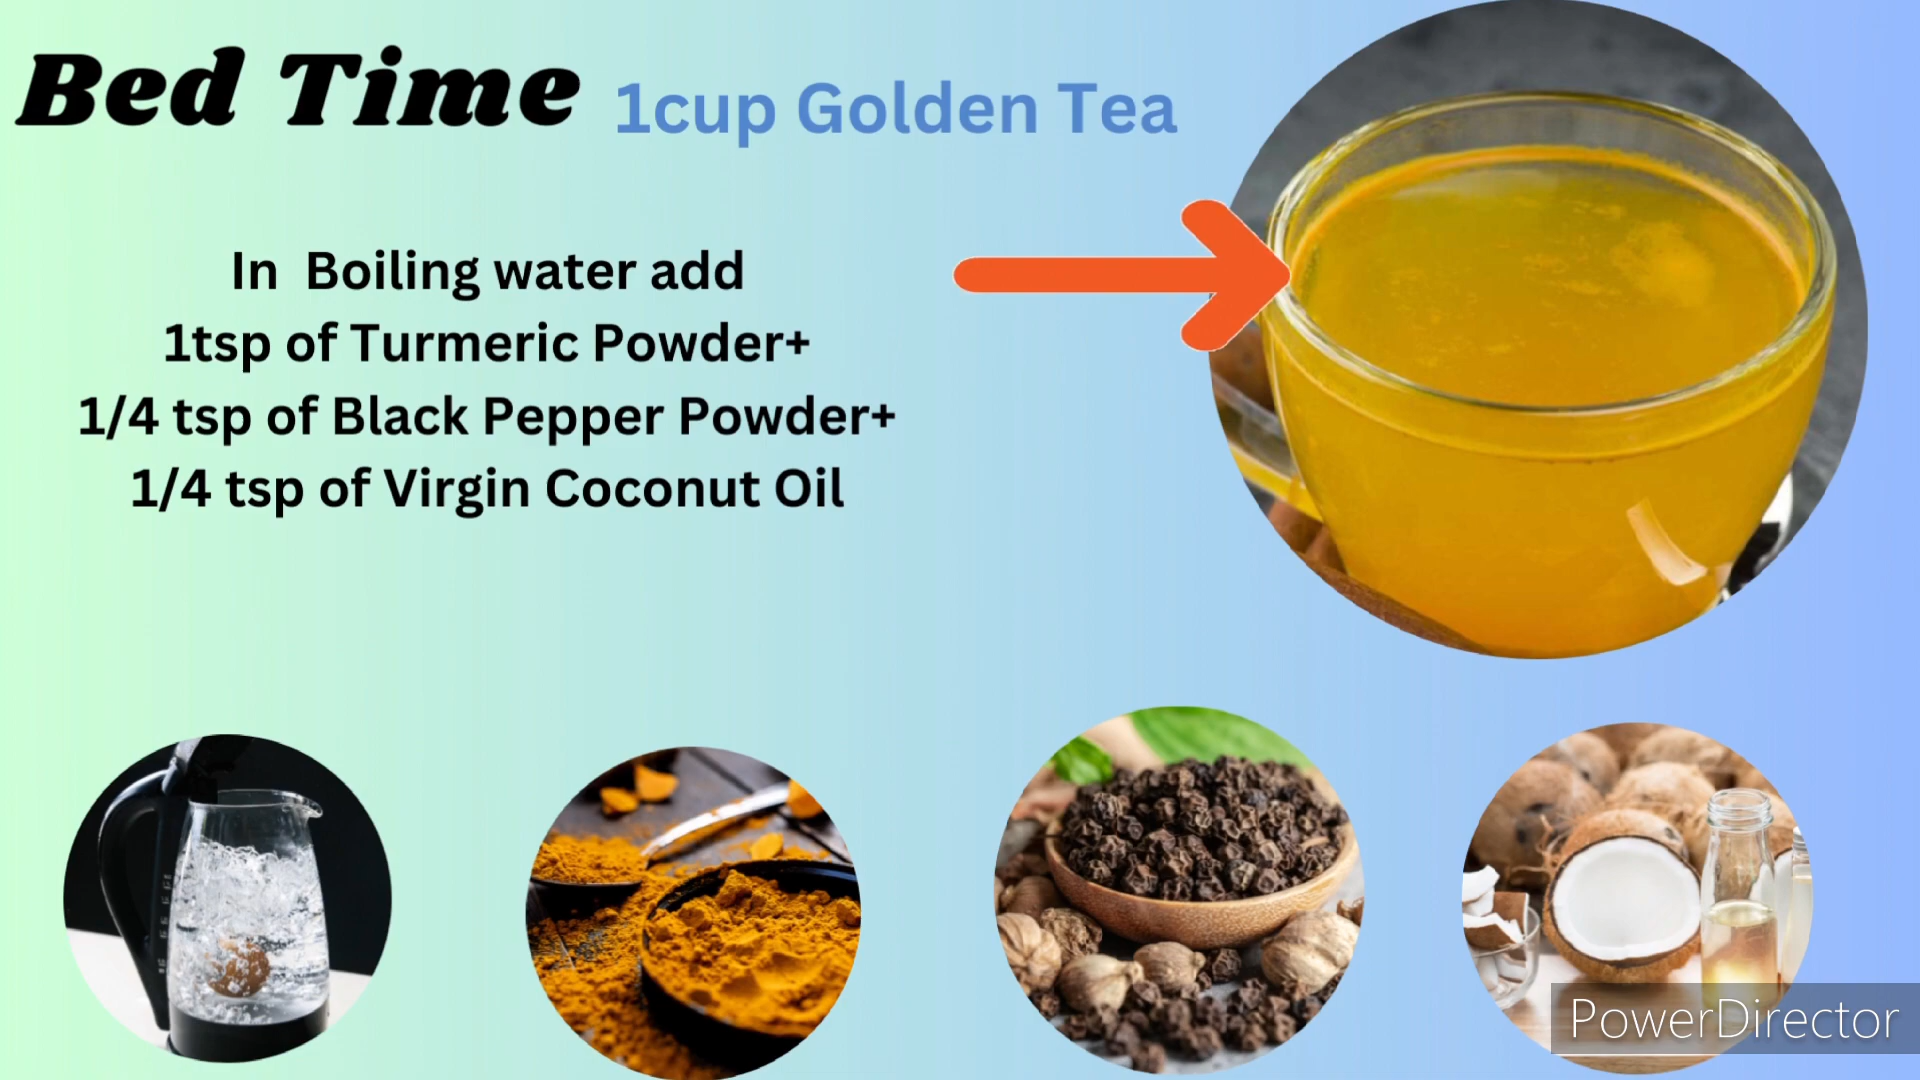 Bed Time 1cup Golden Tea
In Boiling water add
1tsp of Turmeric Powder+
1/4 tsp of Black Pepper Powder+
1/4 tsp of Virgin Coconut Oil
PowerDirector